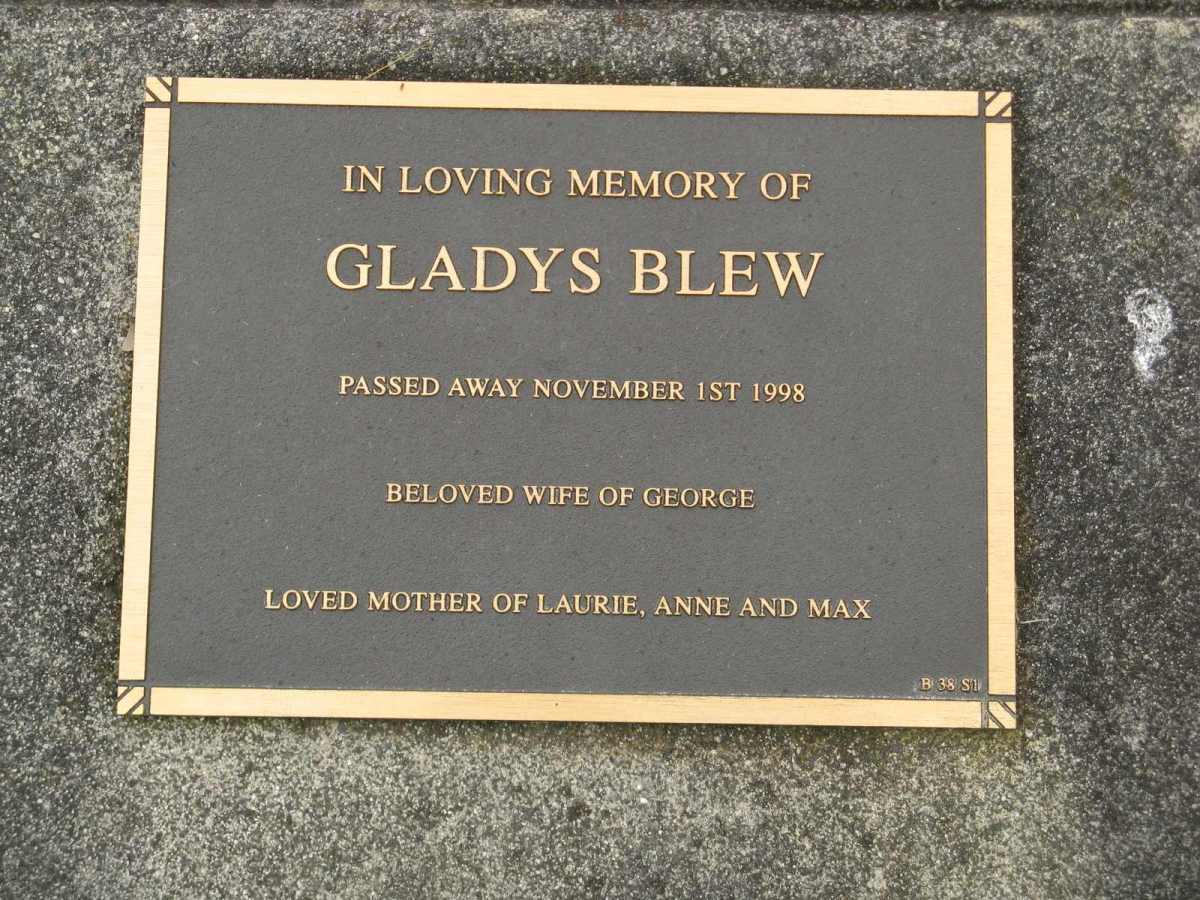 IN LOVING MEMORY OF
GLADYS BLEW
PASSED AWAY NOVEMBER 1ST 1998
BELOVED WIFE OF GEORGE
LOVED MOTHER OF LAURIE, ANNE AND MAX
B 38 S1